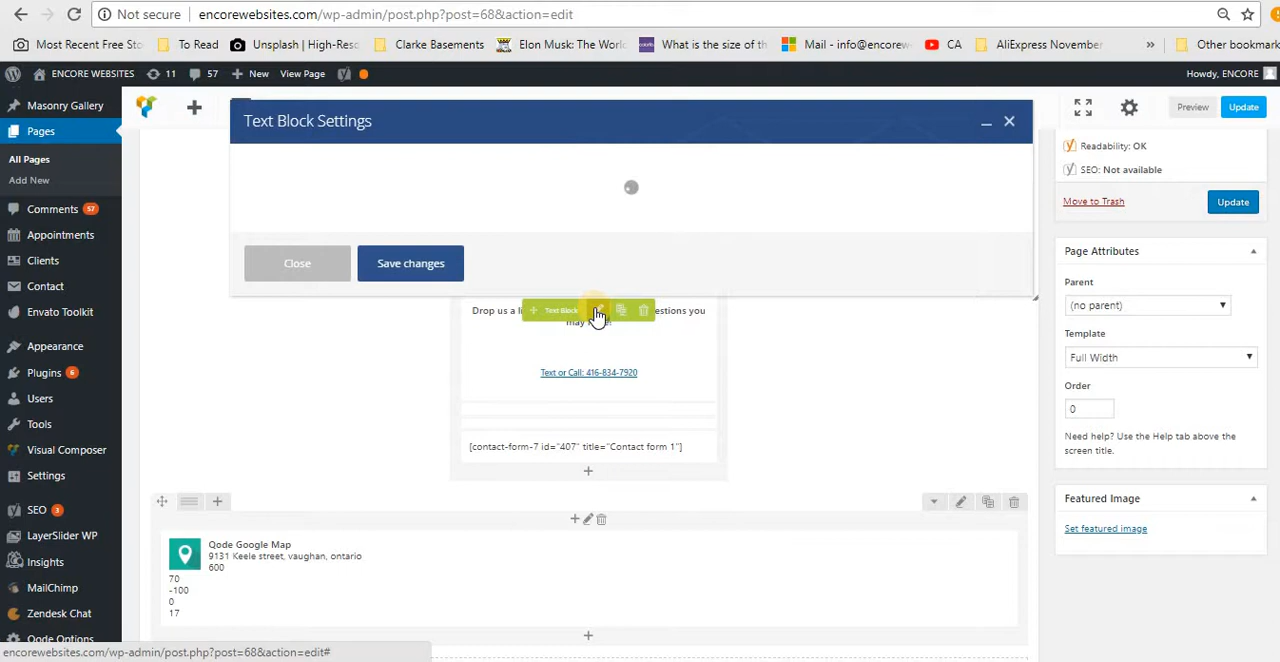 Not secure encorewebsites.com/wp-admin/post.php?post=68&action=edit
Most Recent Free Sto To Read Unsplash | High-Reso Clarke Basements Elon Musk: The World What is the size of th Mail - info@encorew CA AliExpress November » Other bookmark
ENCORE WEBSITES 11 57 New View Page Howdy, ENCORE
Masonry Gallery
Pages
All Pages
Add New
Comments 57
Appointments
Clients
Contact
Envato Toolkit
Appearance
Plugins 6
Users
Tools
Visual Composer
Settings
SEO 3
LayerSlider WP
Insights
MailChimp
Zendesk Chat
Qode Options
Text Block Settings
Close Save changes
Drop us a li Text Block estions you
may
Text or Call: 416-834-7920
[contact-form-7 id="407" title="Contact form 1"]
Qode Google Map
9131 Keele street, vaughan, ontario
600
70
-100
0
17
Preview Update
Readability: OK
SEO: Not available
Move to Trash Update
Page Attributes
Parent
(no parent)
Template
Full Width
Order
0
Need help? Use the Help tab above the
screen title.
Featured Image
Set featured image
encorewebsites.com/wp-admin/post.php?post=68&action=edit#